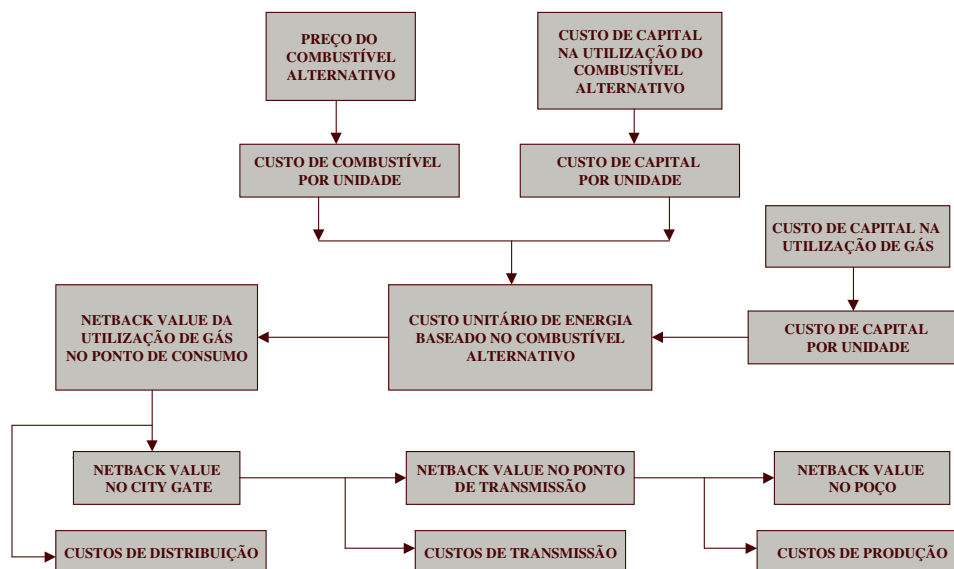 PREÇO DO
COMBUSTÍVEL
ALTERNATIVO
CUSTO DE CAPITAL
NA UTILIZAÇÃO DO
COMBUSTÍVEL
ALTERNATIVO
CUSTO DE COMBUSTÍVEL
POR UNIDADE
CUSTO DE CAPITAL
POR UNIDADE
CUSTO DE CAPITAL NA
UTILIZAÇÃO DE GÁS
NETBACK VALUE DA
UTILIZAÇÃO DE GÁS
NO PONTO DE CONSUMO
CUSTO UNITÁRIO DE ENERGIA
BASEADO NO COMBUSTÍVEL
ALTERNATIVO
CUSTO DE CAPITAL
POR UNIDADE
NETBACK VALUE
NO CITY GATE
NETBACK VALUE NO PONTO
DE TRANSMISSÃO
NETBACK VALUE
NO POÇO
CUSTOS DE DISTRIBUIÇÃO
CUSTOS DE TRANSMISSÃO
CUSTOS DE PRODUÇÃO